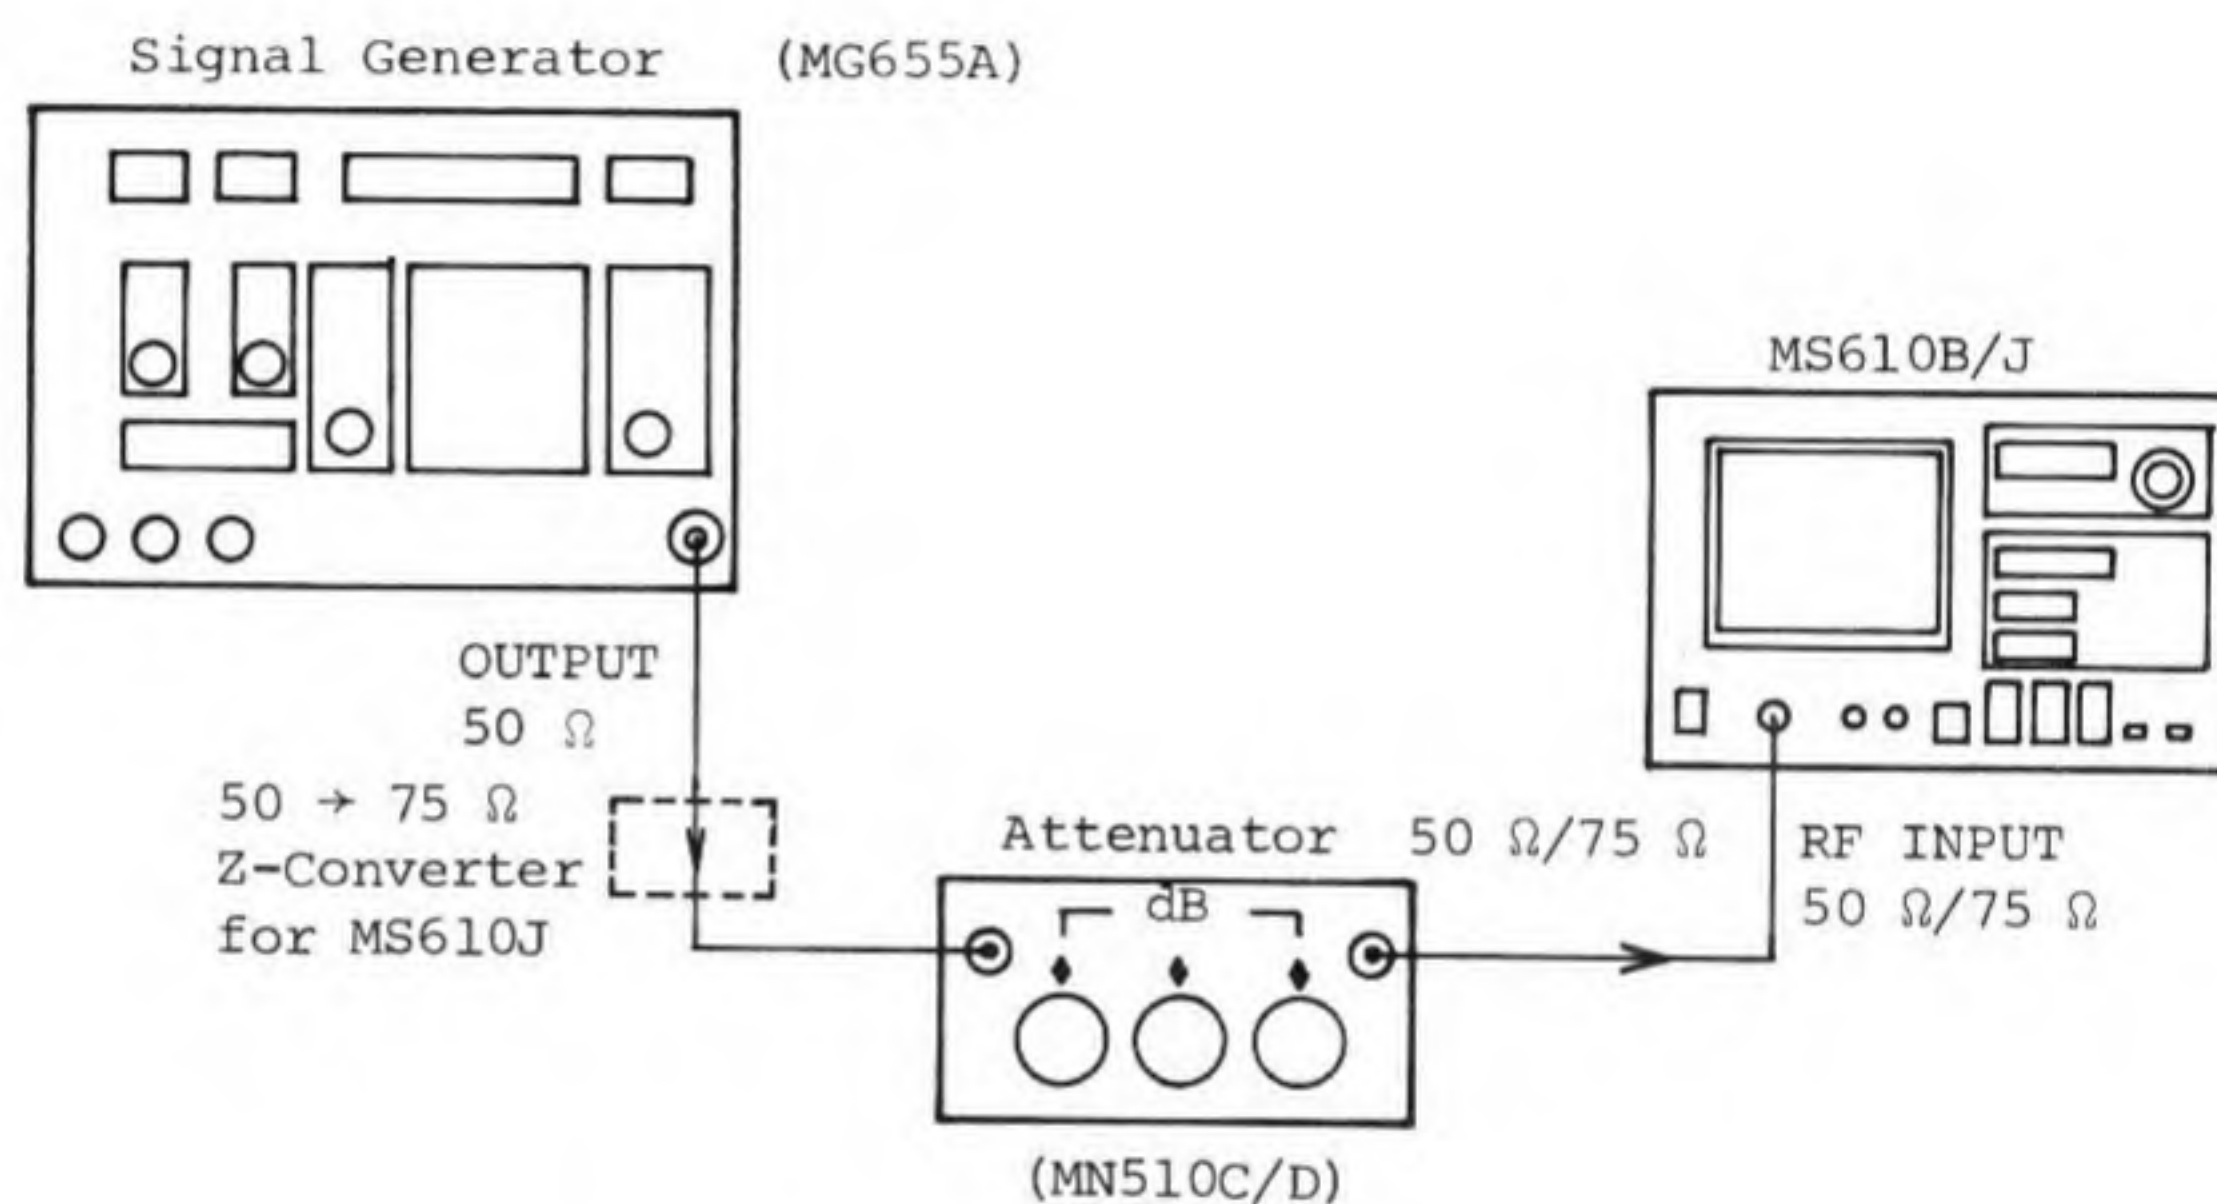 Signal Generator (MG655A)
MS610B/J
OUTPUT
50 Ω
50 → 75 Ω
Z-Converter
for MS610J
Attenuator 50 Ω/75 Ω
dB
RF INPUT
50 Ω/75 Ω
(MN510C/D)